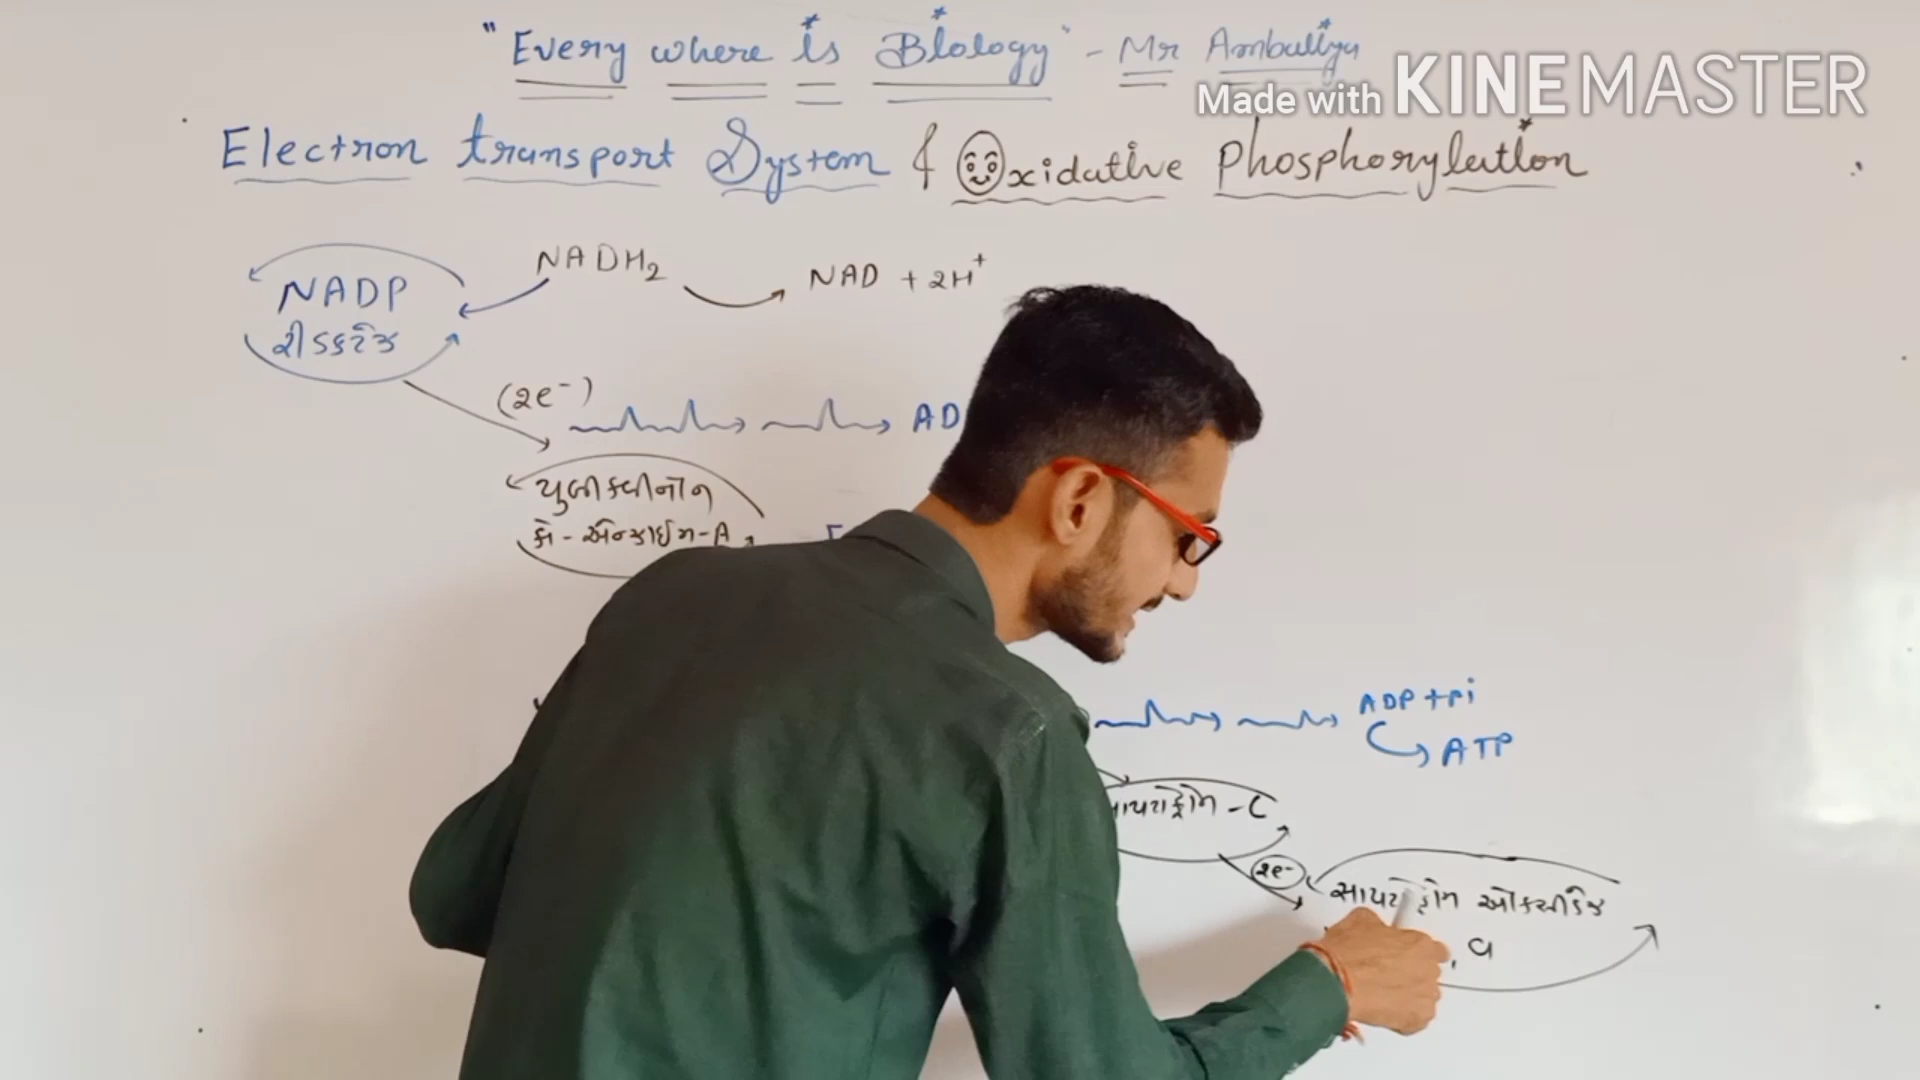 "Every where is Biology" - Mr Ambaliya
Made with KINEMASTER
Electron transport System & Oxidative phosphorylation
NADH2
NAD + 2H+
NADP
રીડક્ટેઝ
(2e-)
AD
યુબીક્વીનોન
કો-એન્ઝાઈમ-A
ADP + Pi
ATP
સાયટોક્રોમ - C
2e-
સાયટોક્રોમ ઓક્સીડેઝ